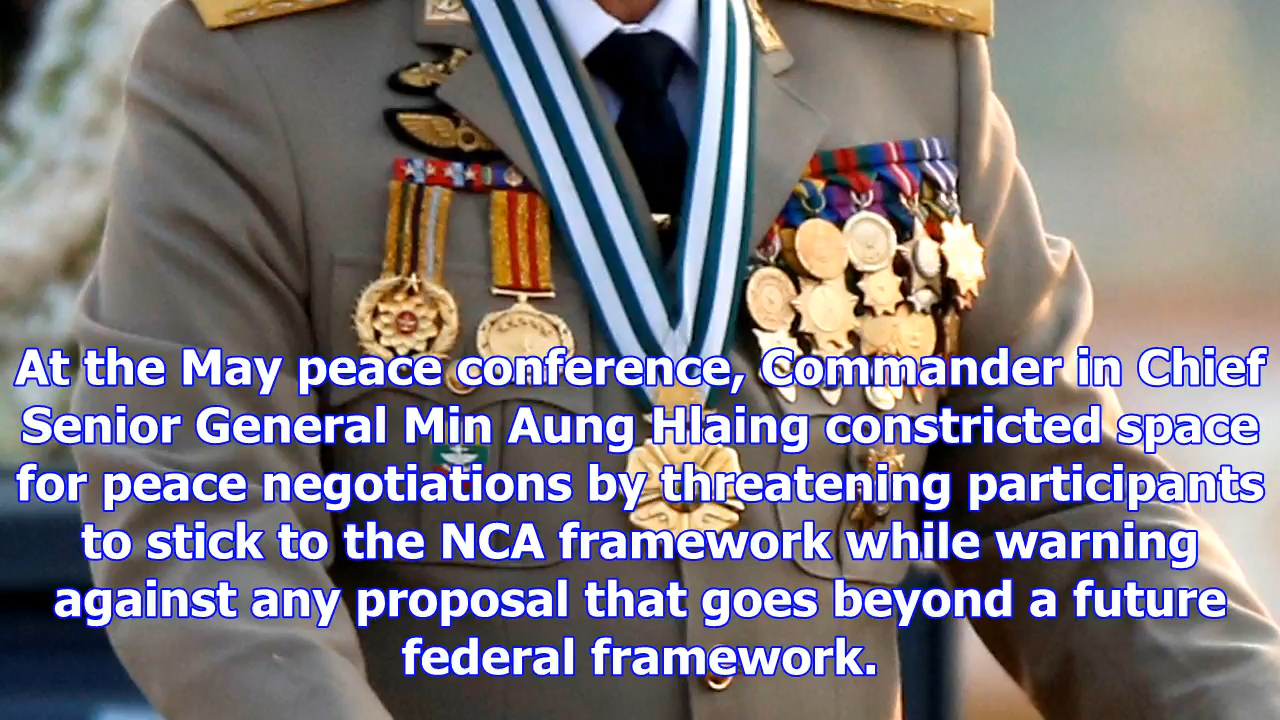 At the May peace conference, Commander in Chief
Senior General Min Aung Hlaing constricted space
for peace negotiations by threatening participants
to stick to the NCA framework while warning
against any proposal that goes beyond a future
federal framework.